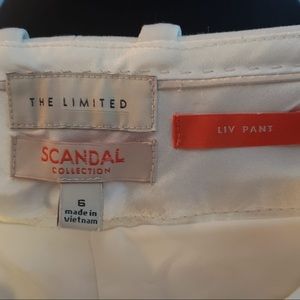 THE LIMITED
SCANDAL
COLLECTION
LIV PANT
6
made in
vietnam